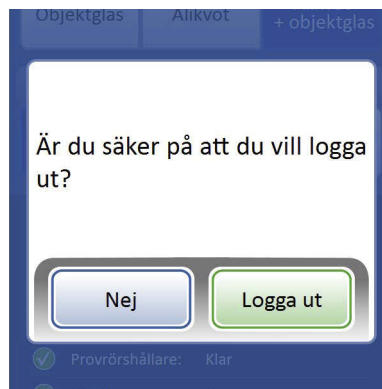 Objektglas Alikvot
+ objektglas
Är du säker på att du vill logga
ut?
Nej Logga ut
Provrörshållare: Klar